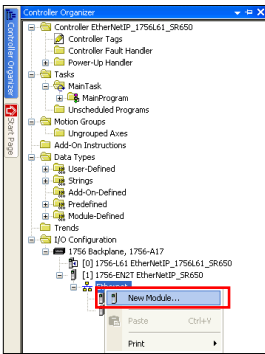 Controller Organizer
Controller Organizer
Start Page
Controller EtherNetIP_1756L61_SR650
Controller Tags
Controller Fault Handler
Power-Up Handler
Tasks
MainTask
MainProgram
Unscheduled Programs
Motion Groups
Ungrouped Axes
Add-On Instructions
Data Types
User-Defined
Strings
Add-On-Defined
Predefined
Module-Defined
Trends
I/O Configuration
1756 Backplane, 1756-A17
[0] 1756-L61 EtherNetIP_1756L61_SR650
[1] 1756-EN2T EtherNetIP_SR650
Ethernet
New Module...
Paste Ctrl+V
Print